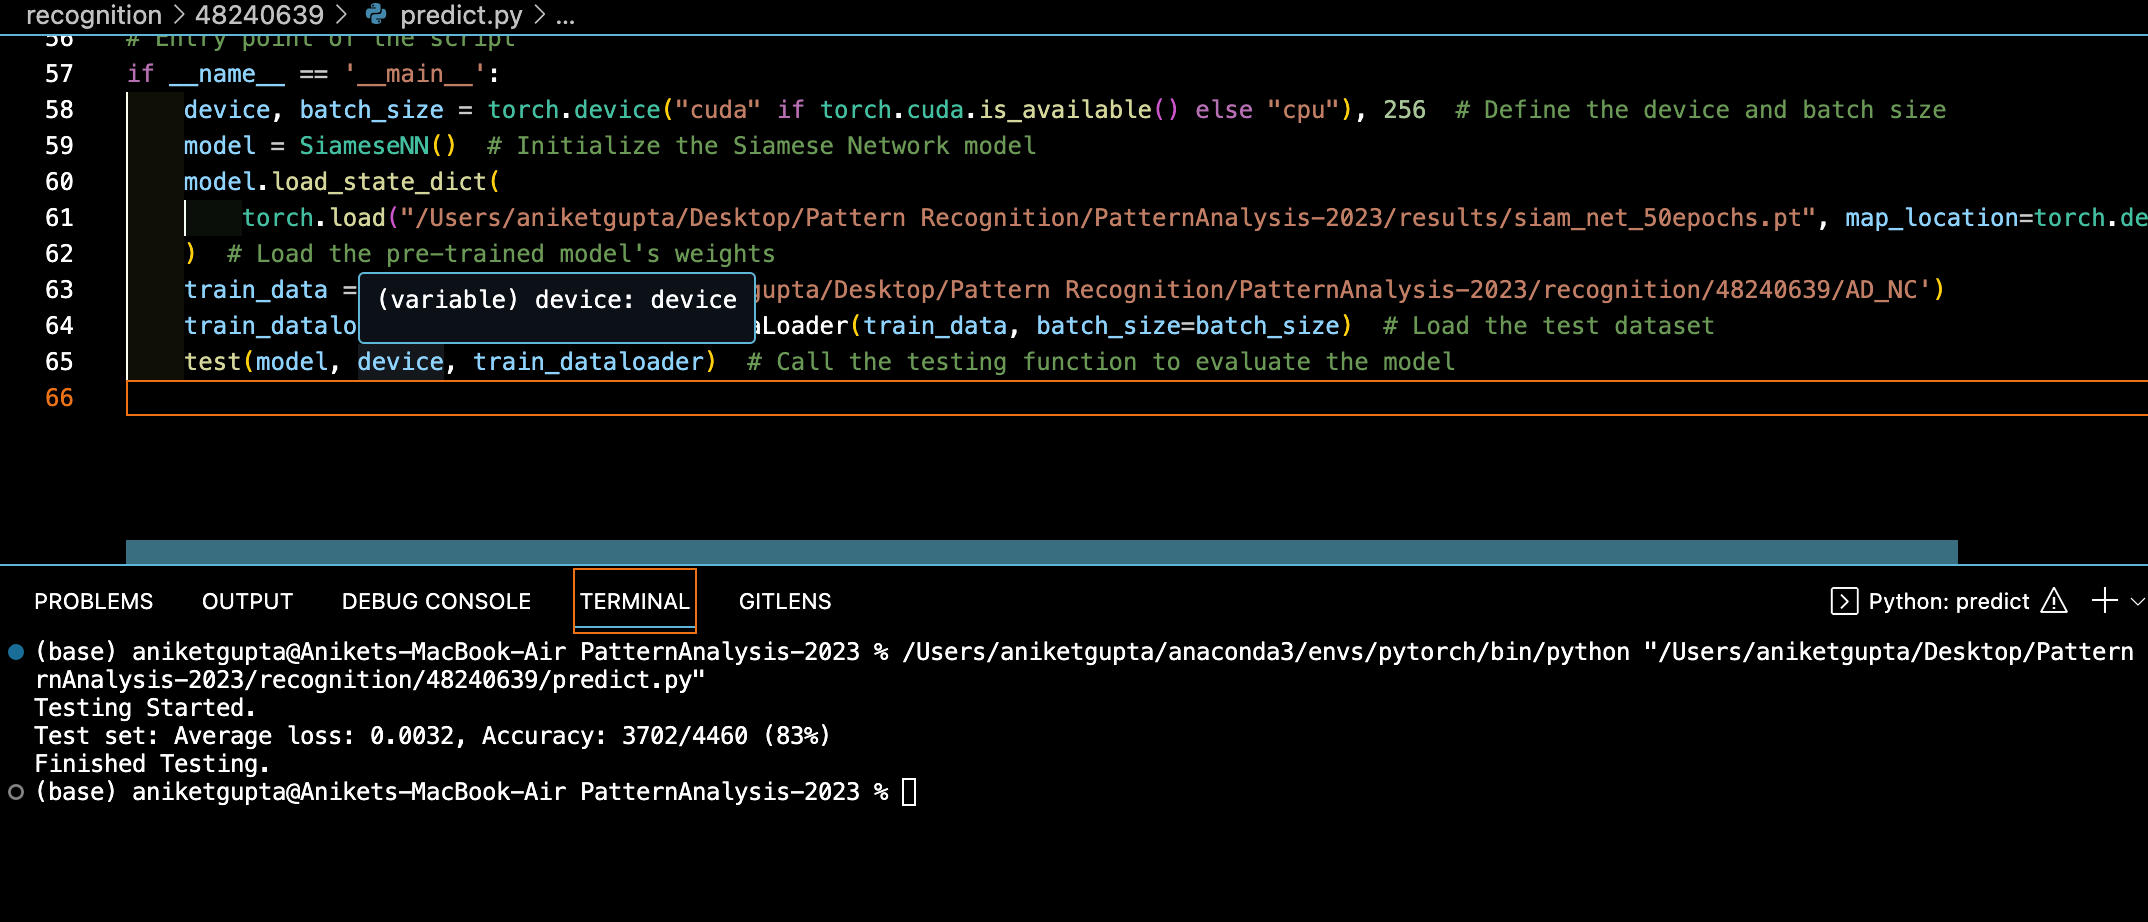 recognition > 48240639 > predict.py > ...
56 # Entry point of the script
57 if __name__ == '__main__':
58 device, batch_size = torch.device("cuda" if torch.cuda.is_available() else "cpu"), 256 # Define the device and batch size
59 model = SiameseNN() # Initialize the Siamese Network model
60 model.load_state_dict(
61 torch.load("/Users/aniketgupta/Desktop/Pattern Recognition/PatternAnalysis-2023/results/siam_net_50epochs.pt", map_location=torch.de
62 ) # Load the pre-trained model's weights
63 train_data = gupta/Desktop/Pattern Recognition/PatternAnalysis-2023/recognition/48240639/AD_NC')
(variable) device: device
64 train_datalo aLoader(train_data, batch_size=batch_size) # Load the test dataset
65 test(model, device, train_dataloader) # Call the testing function to evaluate the model
66
PROBLEMS OUTPUT DEBUG CONSOLE TERMINAL GITLENS Python: predict
(base) aniketgupta@Anikets-MacBook-Air PatternAnalysis-2023 % /Users/aniketgupta/anaconda3/envs/pytorch/bin/python "/Users/aniketgupta/Desktop/Pattern
rnAnalysis-2023/recognition/48240639/predict.py"
Testing Started.
Test set: Average loss: 0.0032, Accuracy: 3702/4460 (83%)
Finished Testing.
(base) aniketgupta@Anikets-MacBook-Air PatternAnalysis-2023 %